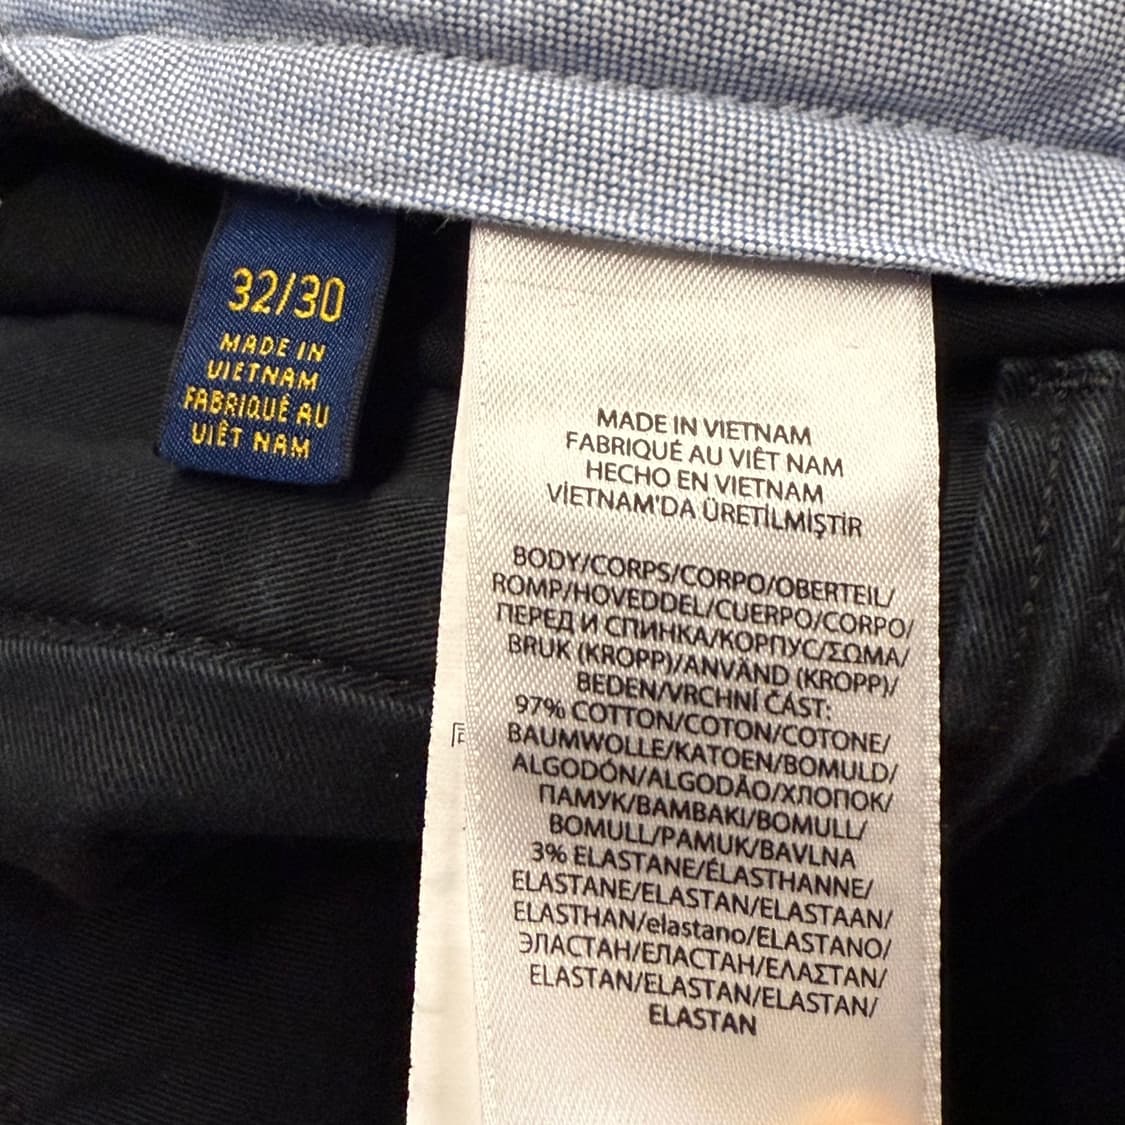 32/30
MADE IN
VIETNAM
FABRIQUÉ AU
VIÊT NAM
MADE IN VIETNAM
FABRIQUÉ AU VIÊT NAM
HECHO EN VIETNAM
VİETNAM'DA ÜRETİLMİŞTİR
BODY/CORPS/CORPO/OBERTEIL/
ROMP/HOVEDDEL/CUERPO/CORPO/
ПЕРЕД И СПИНКА/КОРПУС/ΣΩΜΑ/
BRUK (KROPP)/ANVÄND (KROPP)/
BEDEN/VRCHNÍ ČÁST:
97% COTTON/COTON/COTONE/
BAUMWOLLE/KATOEN/BOMULD/
ALGODÓN/ALGODÃO/ХЛОПОК/
ПАМУК/BAMBAKI/BOMULL/
BOMULL/PAMUK/BAVLNA
3% ELASTANE/ÉLASTHANNE/
ELASTANE/ELASTAN/ELASTAAN/
ELASTHAN/elastano/ELASTANO/
ЭЛАСТАН/ЕЛАСТАН/ΕΛΑΣΤΑΝ/
ELASTAN/ELASTAN/ELASTAN/
ELASTAN